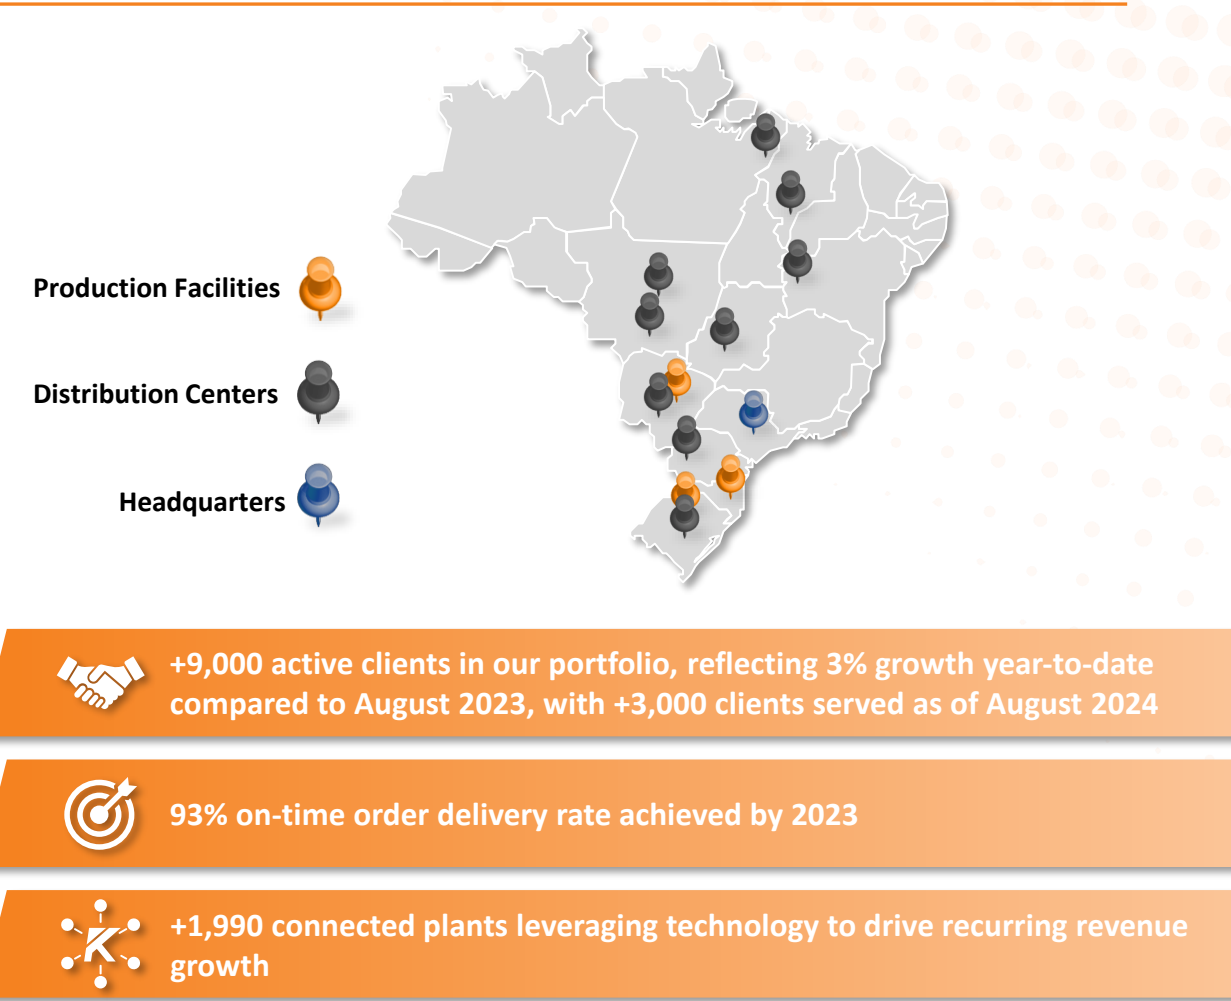 Production Facilities
Distribution Centers
Headquarters
+9,000 active clients in our portfolio, reflecting 3% growth year-to-date
compared to August 2023, with +3,000 clients served as of August 2024
93% on-time order delivery rate achieved by 2023
K
+1,990 connected plants leveraging technology to drive recurring revenue
growth